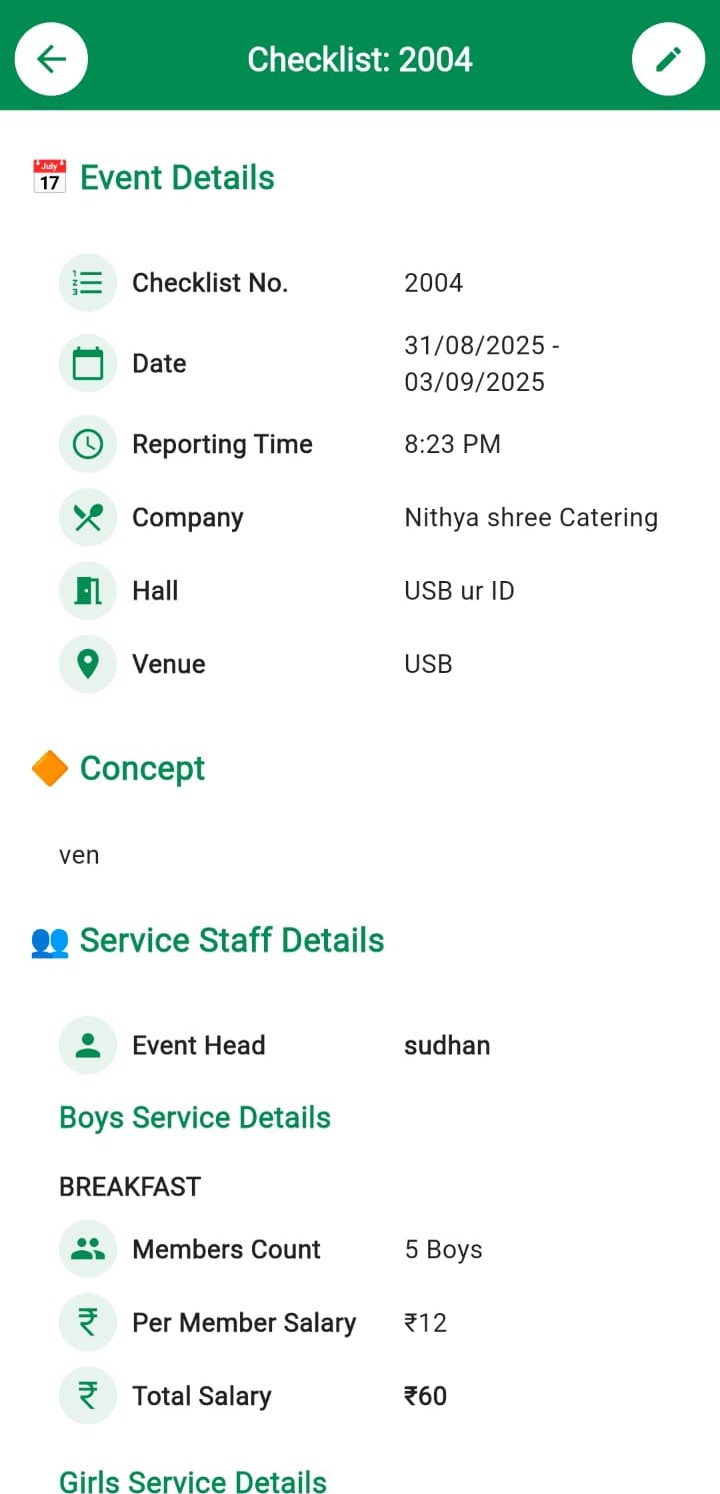 Checklist: 2004
July
17
Event Details
1
2
3
Checklist No. 2004
Date 31/08/2025 -
03/09/2025
Reporting Time 8:23 PM
Company Nithya shree Catering
Hall USB ur ID
Venue USB
Concept
ven
Service Staff Details
Event Head sudhan
Boys Service Details
BREAKFAST
Members Count 5 Boys
₹ Per Member Salary ₹12
₹ Total Salary ₹60
Girls Service Details